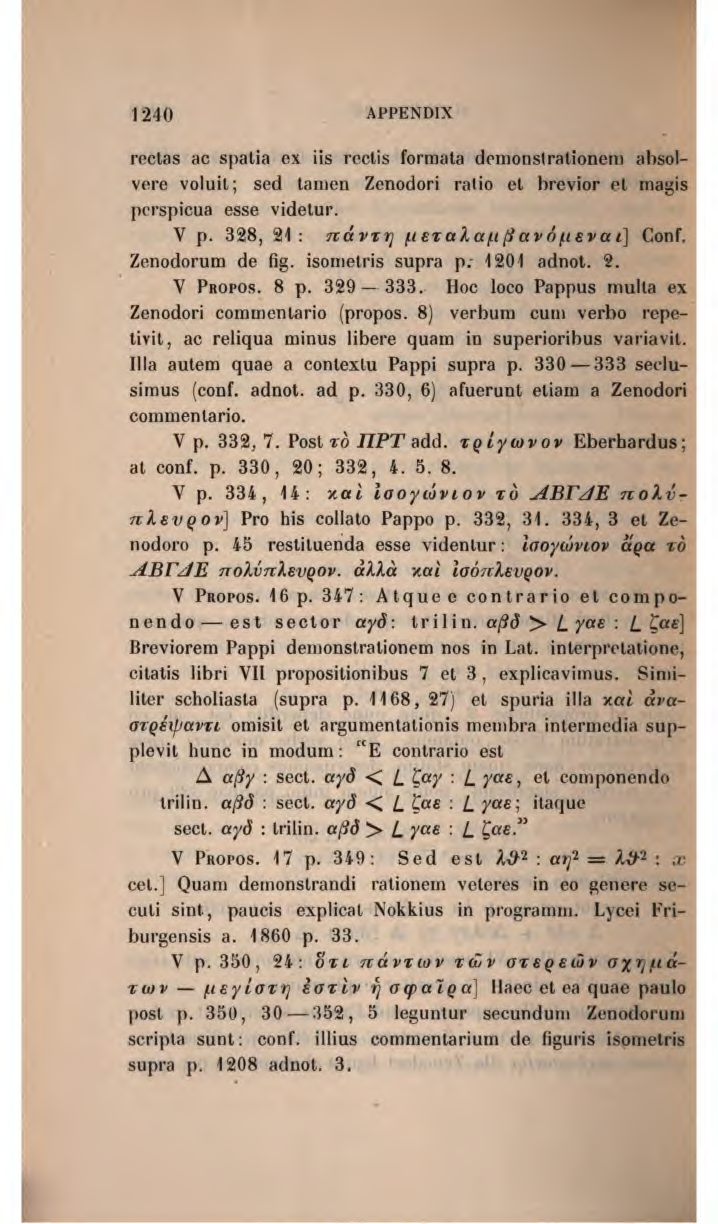 1240 APPENDIX
rectas ac spatia ex iis rectis formata demonstrationem absol-
vere voluit; sed tamen Zenodori ratio et brevior et magis
perspicua esse videtur.
V p. 328, 21: πάντη μεταλαμβανόμεναι] Conf.
Zenodorum de fig. isometris supra p. 1201 adnot. 2.
V PROPOS. 8 p. 329 — 333. Hoc loco Pappus multa ex
Zenodori commentario (propos. 8) verbum cum verbo repe-
tivit, ac reliqua minus libere quam in superioribus variavit.
Illa autem quae a contextu Pappi supra p. 330 — 333 seclu-
simus (conf. adnot. ad p. 330, 6) afuerunt etiam a Zenodori
commentario.
V p. 332, 7. Post τὸ ΠΡΤ add. τρίγωνον Eberhardus;
at conf. p. 330, 20; 332, 4. 5. 8.
V p. 334, 14: καὶ ἰσογώνιον τὸ ΑΒΓΔΕ πολύ-
πλευρον] Pro his collato Pappo p. 332, 31. 334, 3 et Ze-
nodoro p. 45 restituenda esse videntur: ἰσογώνιον ἄρα τὸ
ΑΒΓΔΕ πολύπλευρον. ἀλλὰ καὶ ἰσόπλευρον.
V PROPOS. 16 p. 347: Atque e contrario et compo-
nendo — est sector αγδ: trilin. αβδ > L γαε : L ζαε]
Breviorem Pappi demonstrationem nos in Lat. interpretatione,
citatis libri VII propositionibus 7 et 3, explicavimus. Simi-
liter scholiasta (supra p. 1168, 27) et spuria illa καὶ ἀνα-
στρέψαντι omisit et argumentationis membra intermedia sup-
plevit hunc in modum: “E contrario est
Δ αβγ : sect. αγδ < L ζαγ : L γαε, et componendo
trilin. αβδ : sect. αγδ < L ζαε : L γαε; itaque
sect. αγδ : trilin. αβδ > L γαε : L ζαε.”
V PROPOS. 17 p. 349: Sed est λϑ² : αη² = λϑ² : x
cet.] Quam demonstrandi rationem veteres in eo genere se-
cuti sint, paucis explicat Nokkius in programm. Lycei Fri-
burgensis a. 1860 p. 33.
V p. 350, 24: ὅτι πάντων τῶν στερεῶν σχημά-
των — μεγίστη ἐστὶν ἡ σφαῖρα] Haec et ea quae paulo
post p. 350, 30 — 352, 5 leguntur secundum Zenodorum
scripta sunt: conf. illius commentarium de figuris isometris
supra p. 1208 adnot. 3.